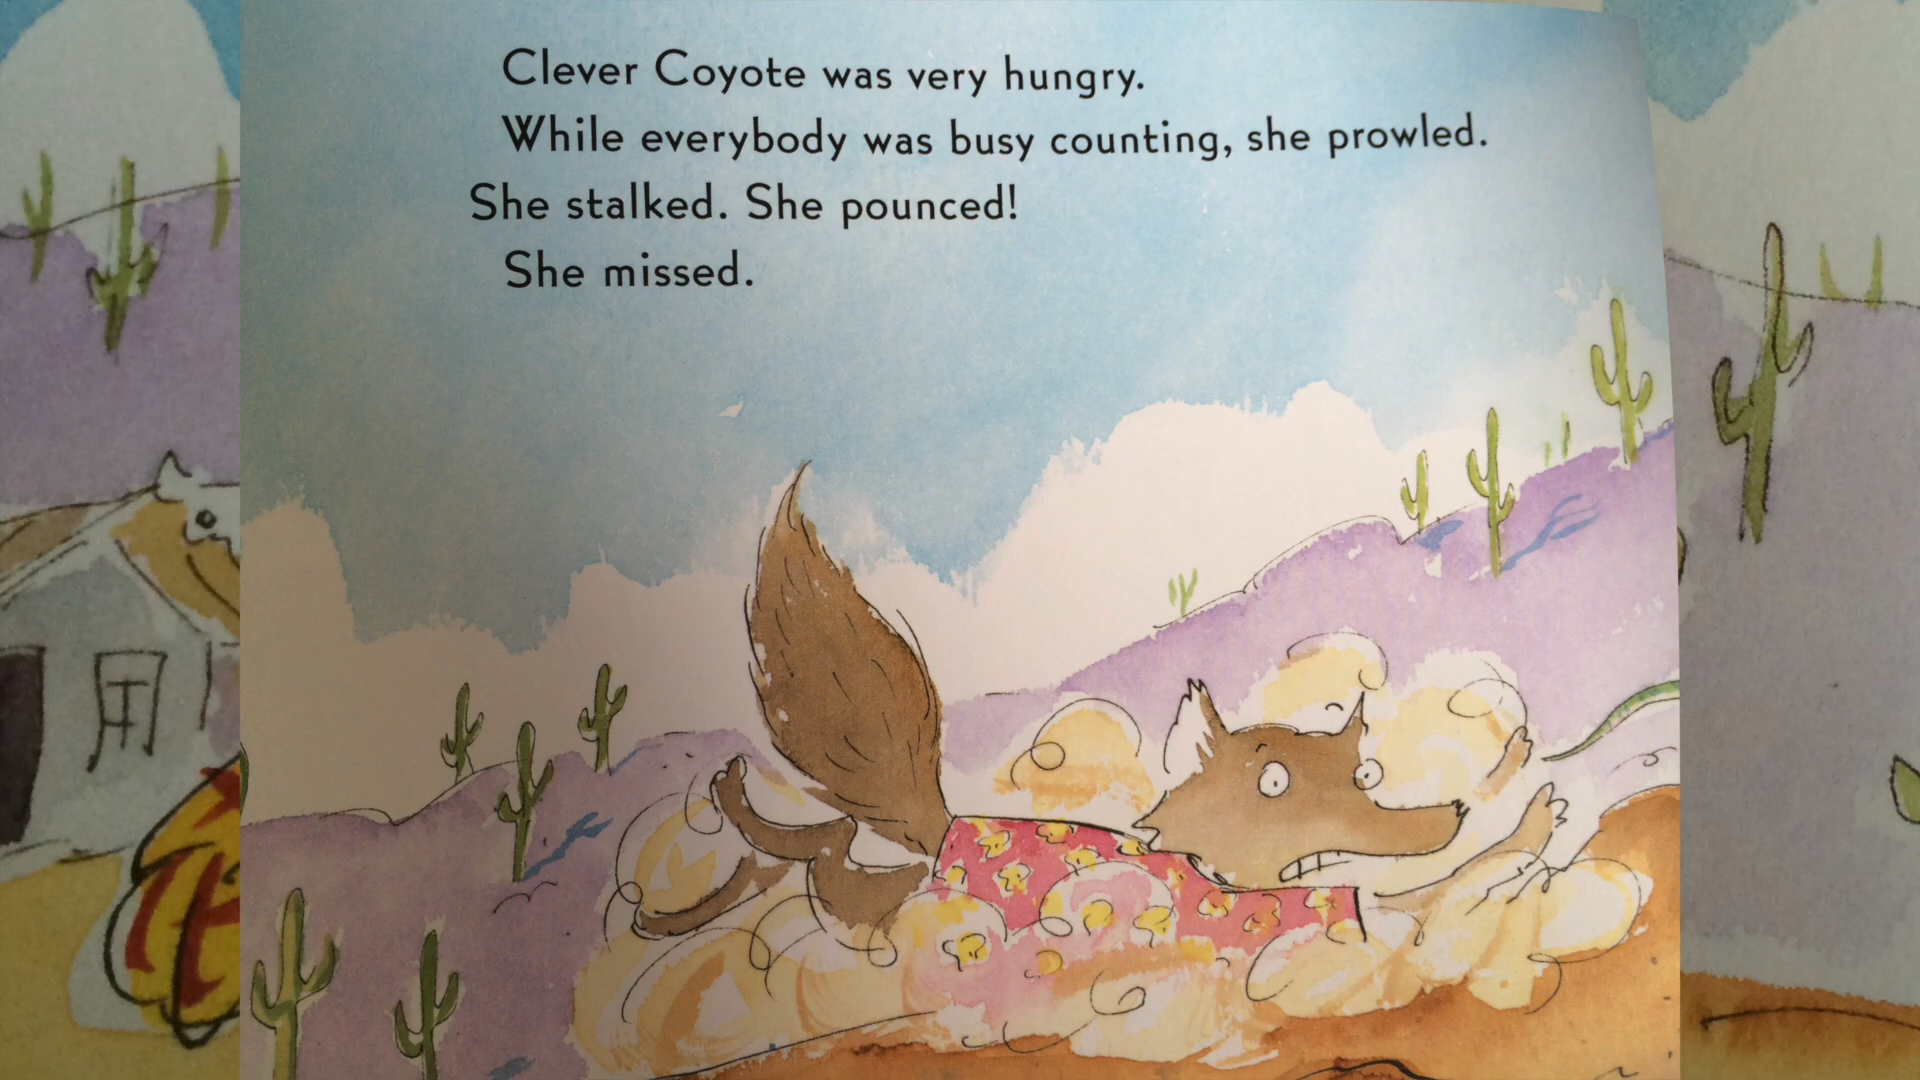 Clever Coyote was very hungry.
While everybody was busy counting, she prowled.
She stalked. She pounced!
She missed.